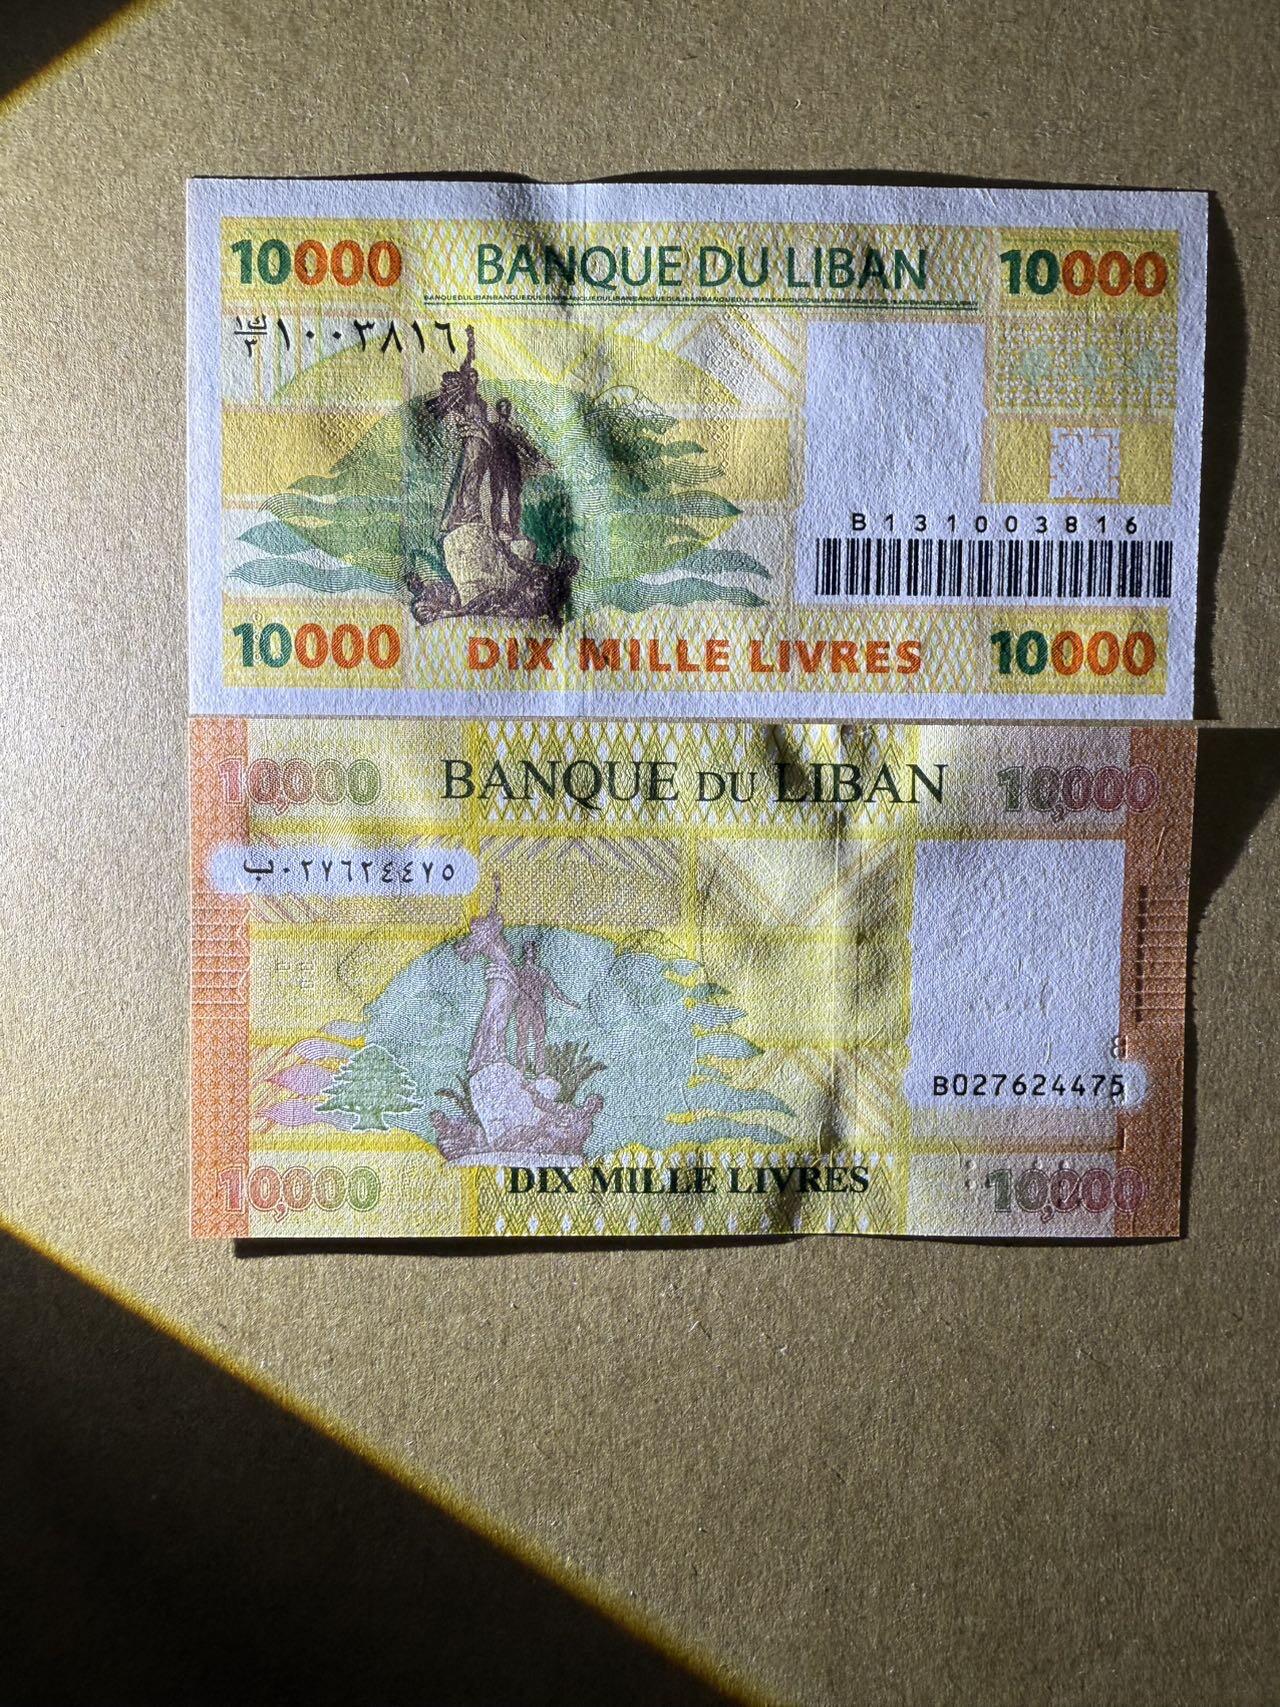 10000 BANQUE DU LIBAN 10000
BANQUEDULIBANBANQUEDULIBANBANQUEDULIBANBANQUEDULIBANBANQUEDULIBANBANQUEDULIBAN
١٠٠٣٨١٦
B131003816
10000 DIX MILLE LIVRES 10000
10,000 BANQUE DU LIBAN 10,000
ب٠٢٧٦٢٤٤٧٥
B027624475
10,000 DIX MILLE LIVRES 10,000